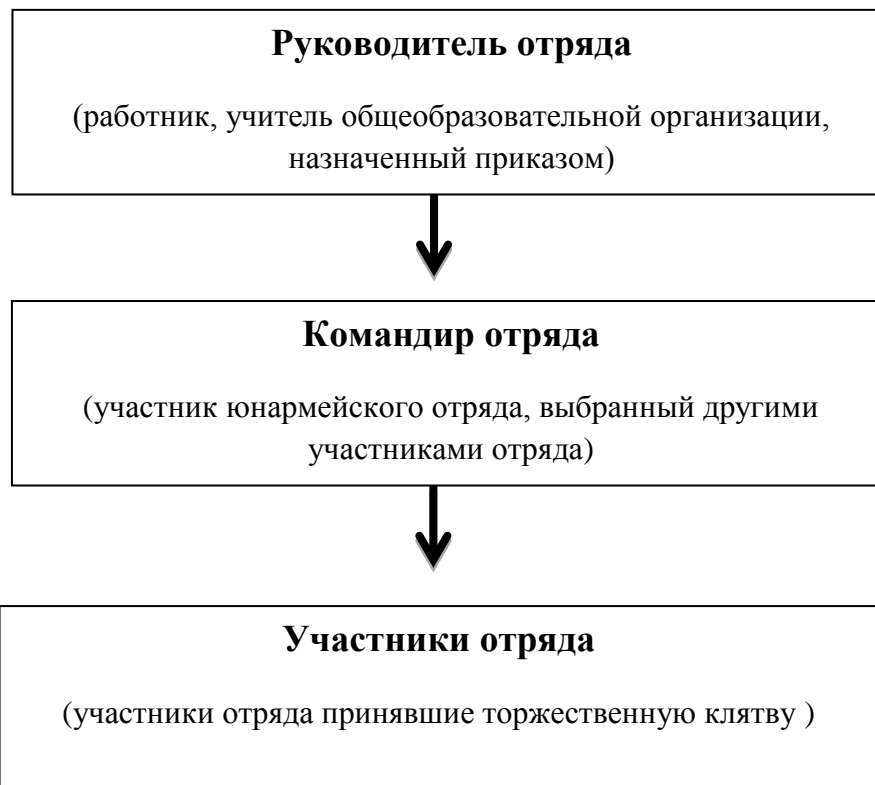 Руководитель отряда
(работник, учитель общеобразовательной организации,
назначенный приказом)
Командир отряда
(участник юнармейского отряда, выбранный другими
участниками отряда)
Участники отряда
(участники отряда принявшие торжественную клятву )